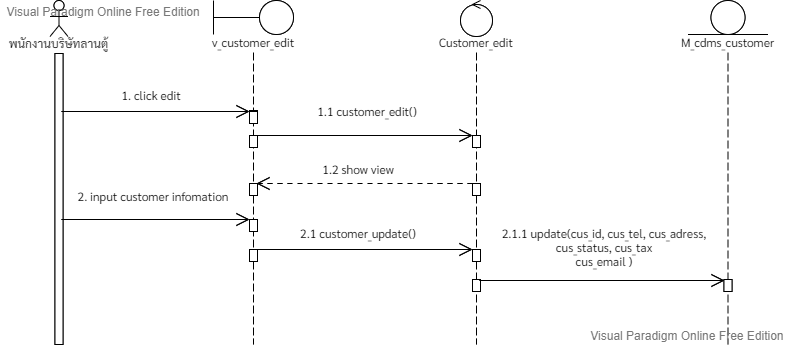 Visual Paradigm Online Free Edition
พนักงานบริษัทลานตู้
v_customer_edit
Customer_edit
M_cdms_customer
1. click edit
1.1 customer_edit()
1.2 show view
2. input customer infomation
2.1 customer_update()
2.1.1 update(cus_id, cus_tel, cus_adress,
cus_status, cus_tax
cus_email )
Visual Paradigm Online Free Edition